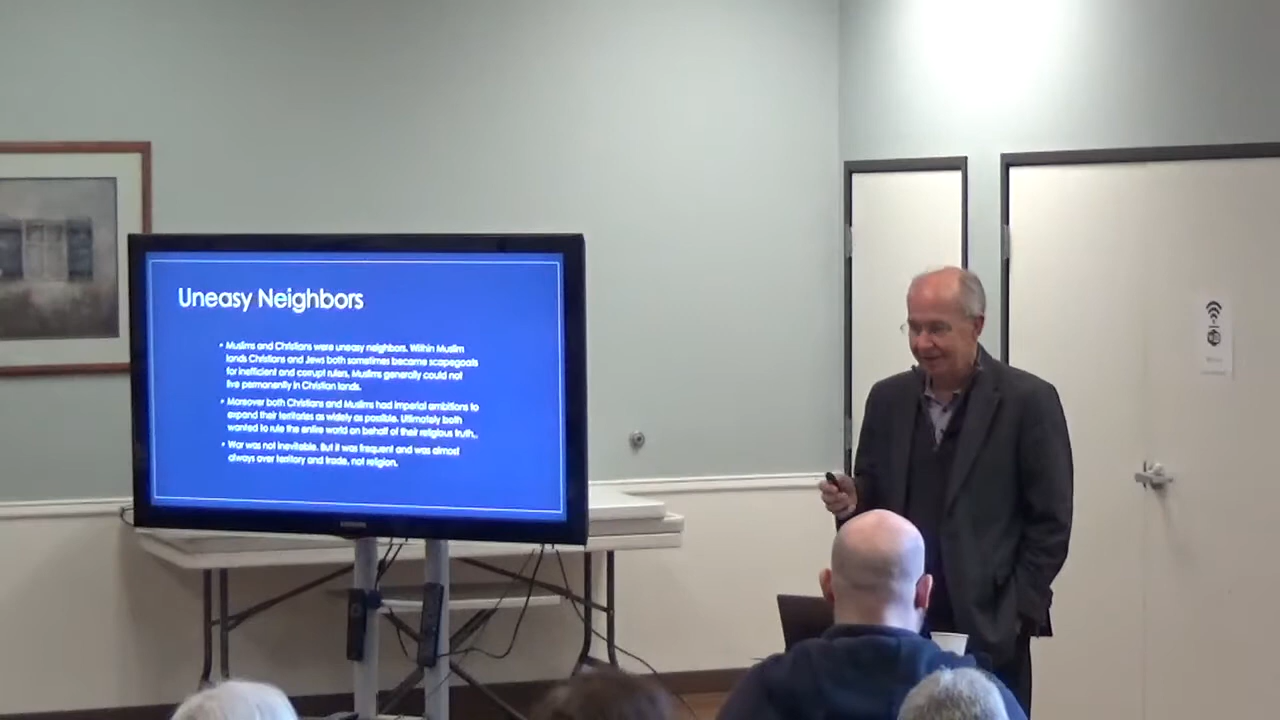 Uneasy Neighbors
• Muslims and Christians were uneasy neighbors. Within Muslim
lands Christians and Jews both sometimes became scapegoats
for inefficient and corrupt rulers, Muslims generally could not
live permanently in Christian lands.
• Moreover both Christians and Muslims had imperial ambitions to
expand their territories as widely as possible. Ultimately both
wanted to rule the entire world on behalf of their religious truth..
• War was not inevitable. But it was frequent and was almost
always over territory and trade, not religion.
SAMSUNG